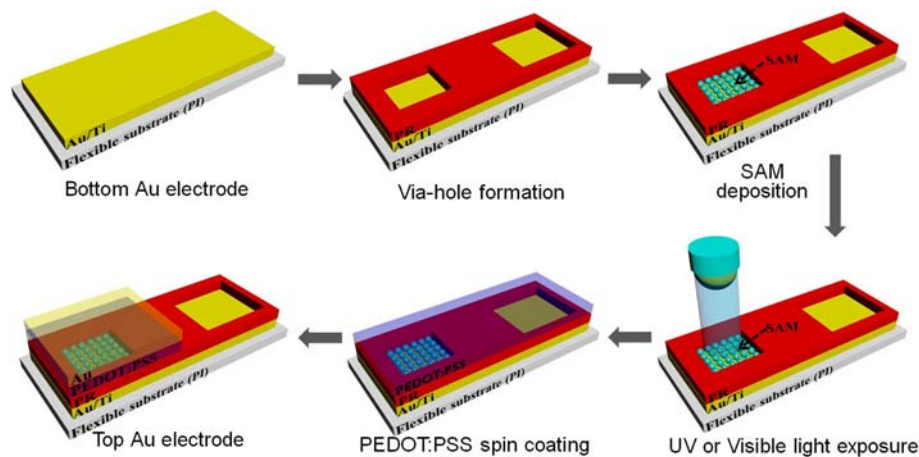 Au/Ti
Flexible substrate (PI)
Bottom Au electrode
PR
Au/Ti
Flexible substrate (PI)
Via-hole formation
SAM
PR
Au/Ti
Flexible substrate (PI)
SAM
deposition
Au
PEDOT:PSS
PR
Au/Ti
Flexible substrate (PI)
Top Au electrode
PEDOT:PSS
PR
Au/Ti
Flexible substrate (PI)
PEDOT:PSS spin coating
SAM
PR
Au/Ti
Flexible substrate (PI)
UV or Visible light exposure